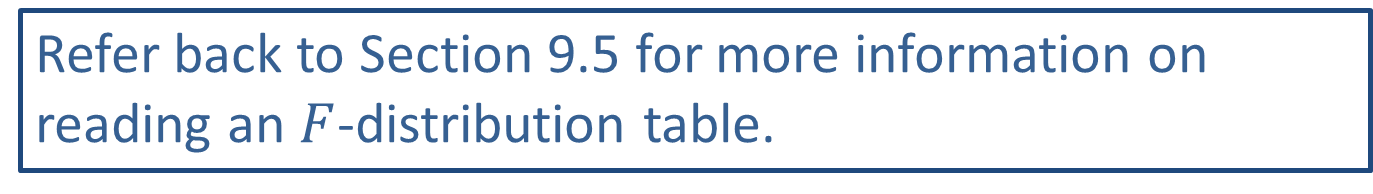 Refer back to Section 9.5 for more information on
reading an F-distribution table.